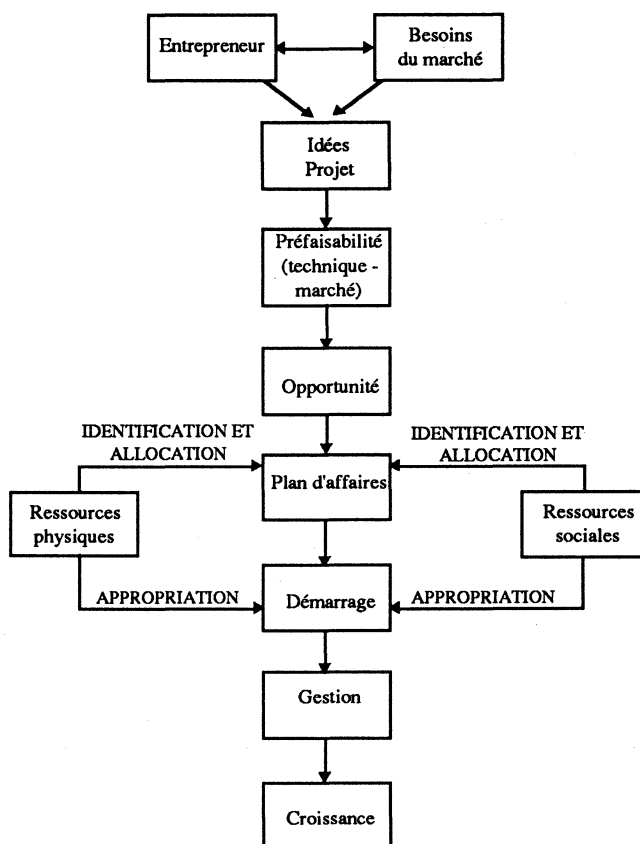 Entrepreneur
Besoins
du marché
Idées
Projet
Préfaisabilité
(technique -
marché)
Opportunité
IDENTIFICATION ET
ALLOCATION
IDENTIFICATION ET
ALLOCATION
Plan d'affaires
Ressources
physiques
Ressources
sociales
APPROPRIATION
Démarrage
APPROPRIATION
Gestion
Croissance